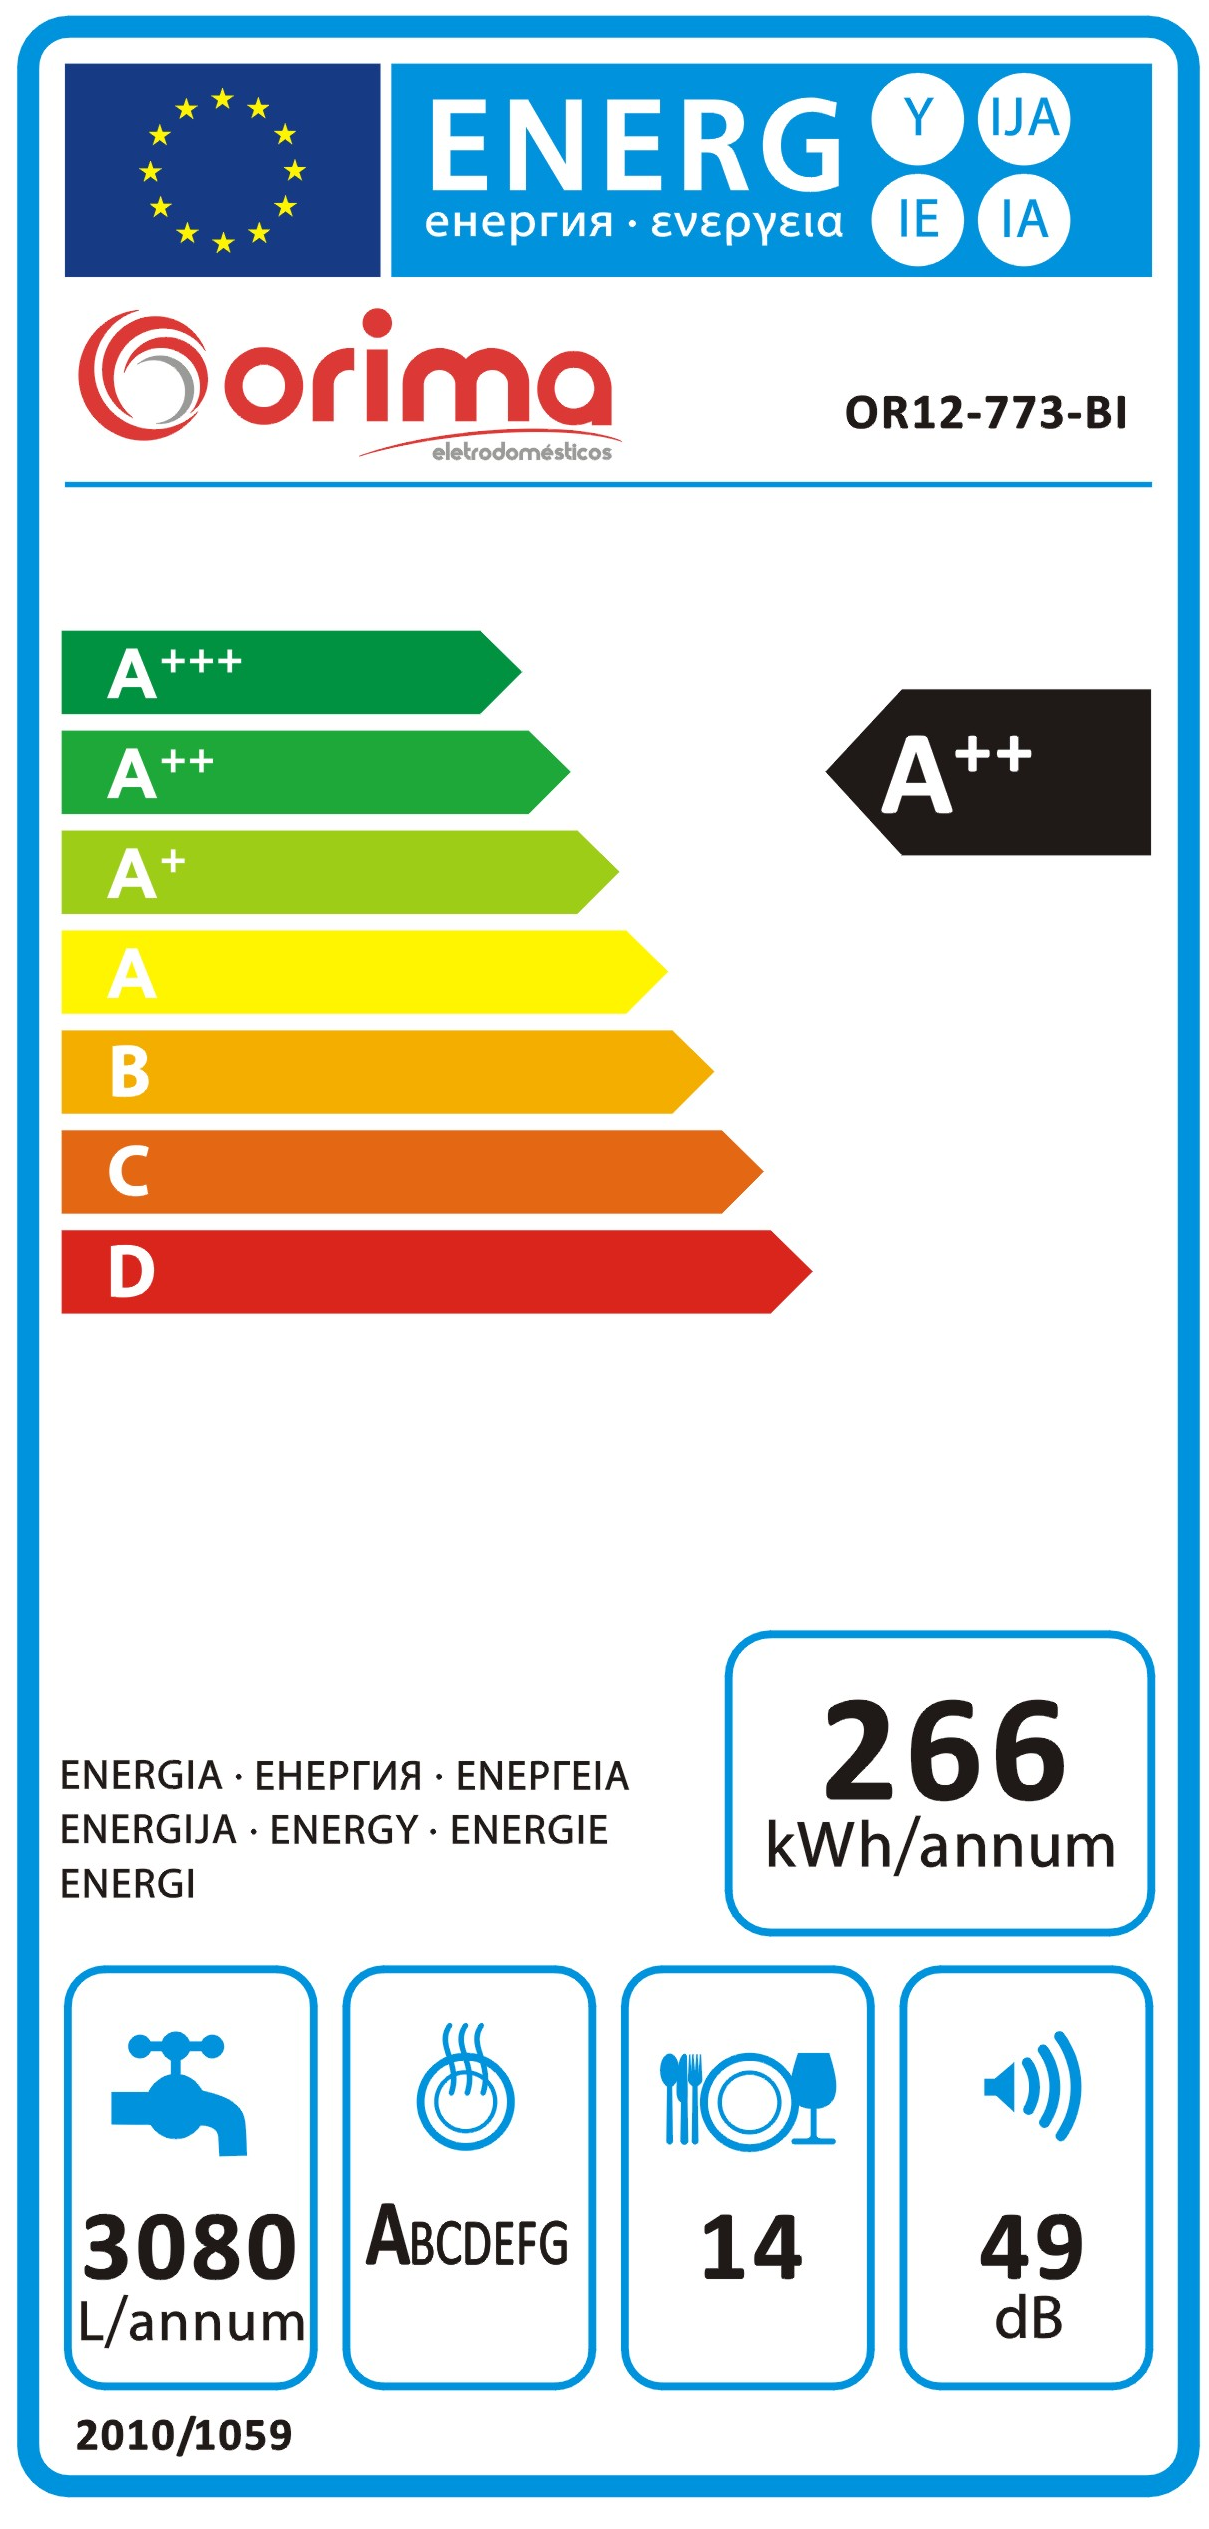 ENERG Y IJA
енергия · ενεργεια IE IA
orima
eletrodomésticos
OR12-773-BI
A+++
A++
A++
A+
A
B
C
D
266
kWh/annum
ENERGIA · ЕНЕРГИЯ · ΕΝΕΡΓΕΙΑ
ENERGIJA · ENERGY · ENERGIE
ENERGI
3080
L/annum
ABCDEFG
14
49
dB
2010/1059